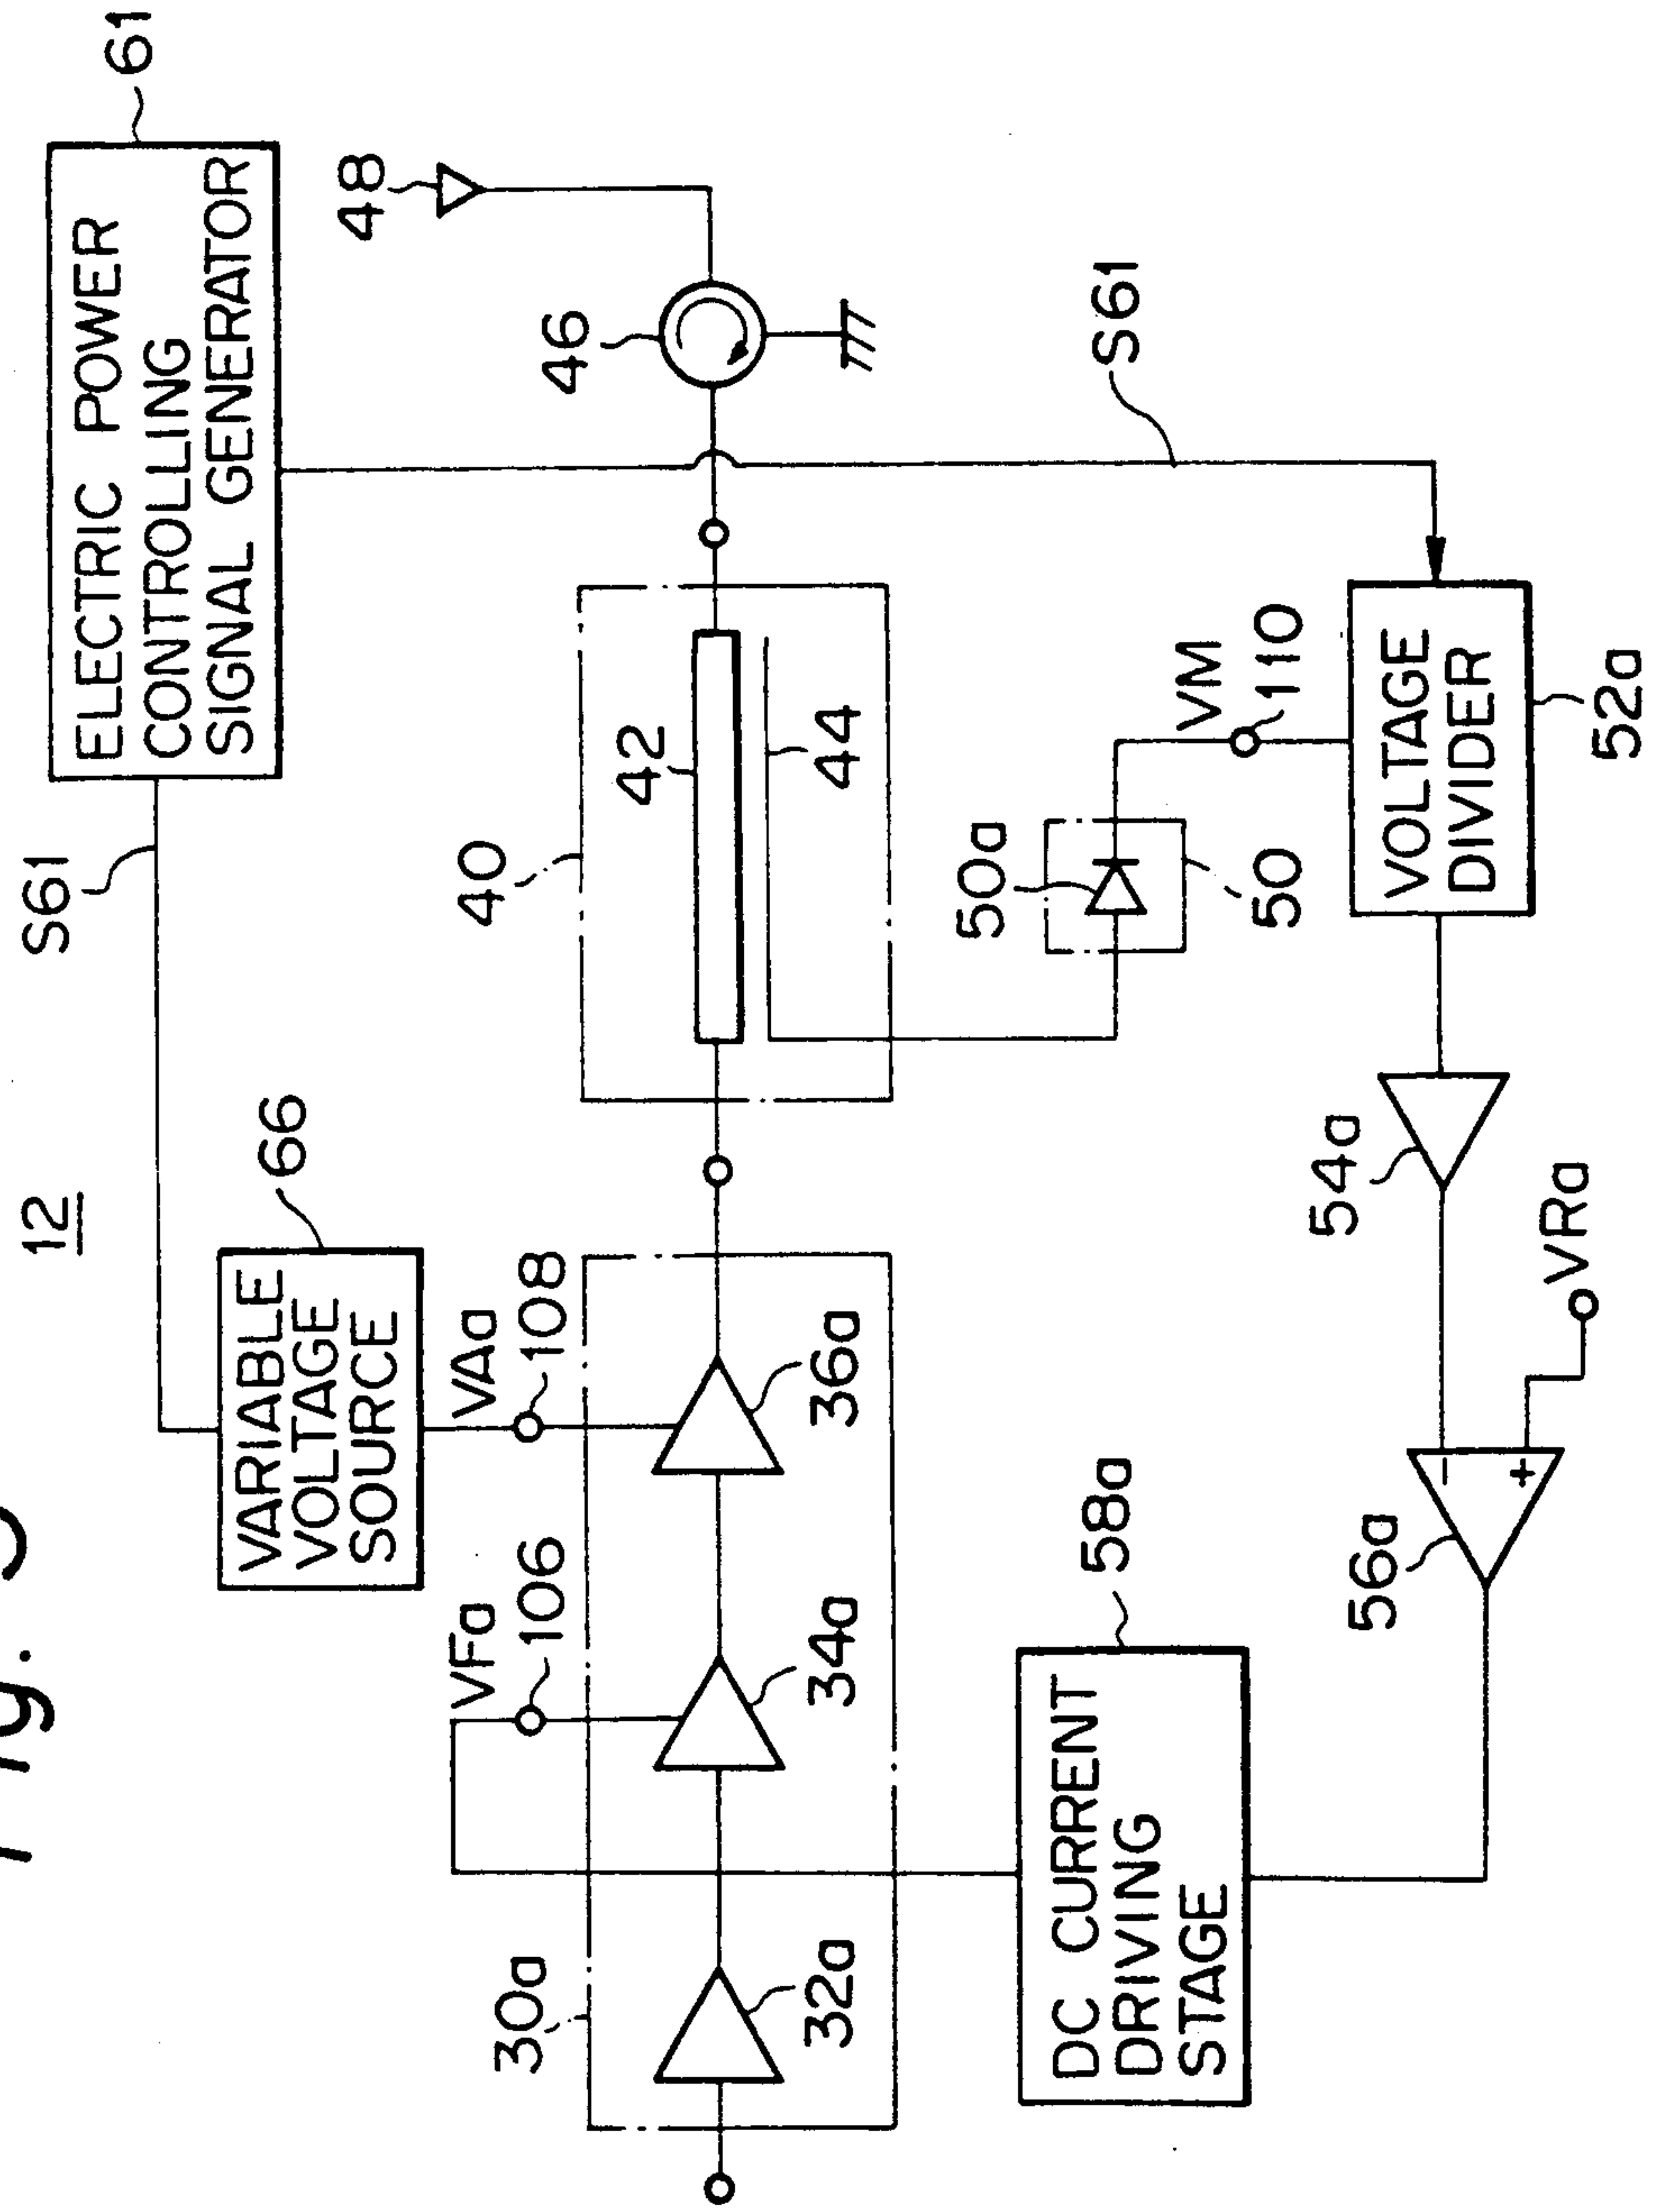 12
S61
ELECTRIC POWER
CONTROLLING
SIGNAL GENERATOR
61
VARIABLE
VOLTAGE
SOURCE
66
48
VFa
106
VAa
108
40
42
44
46
30a
32a
34a
36a
50a
50
VM
110
S61
DC CURRENT
DRIVING
STAGE
58a
56a
−
+
VRa
54a
VOLTAGE
DIVIDER
52a